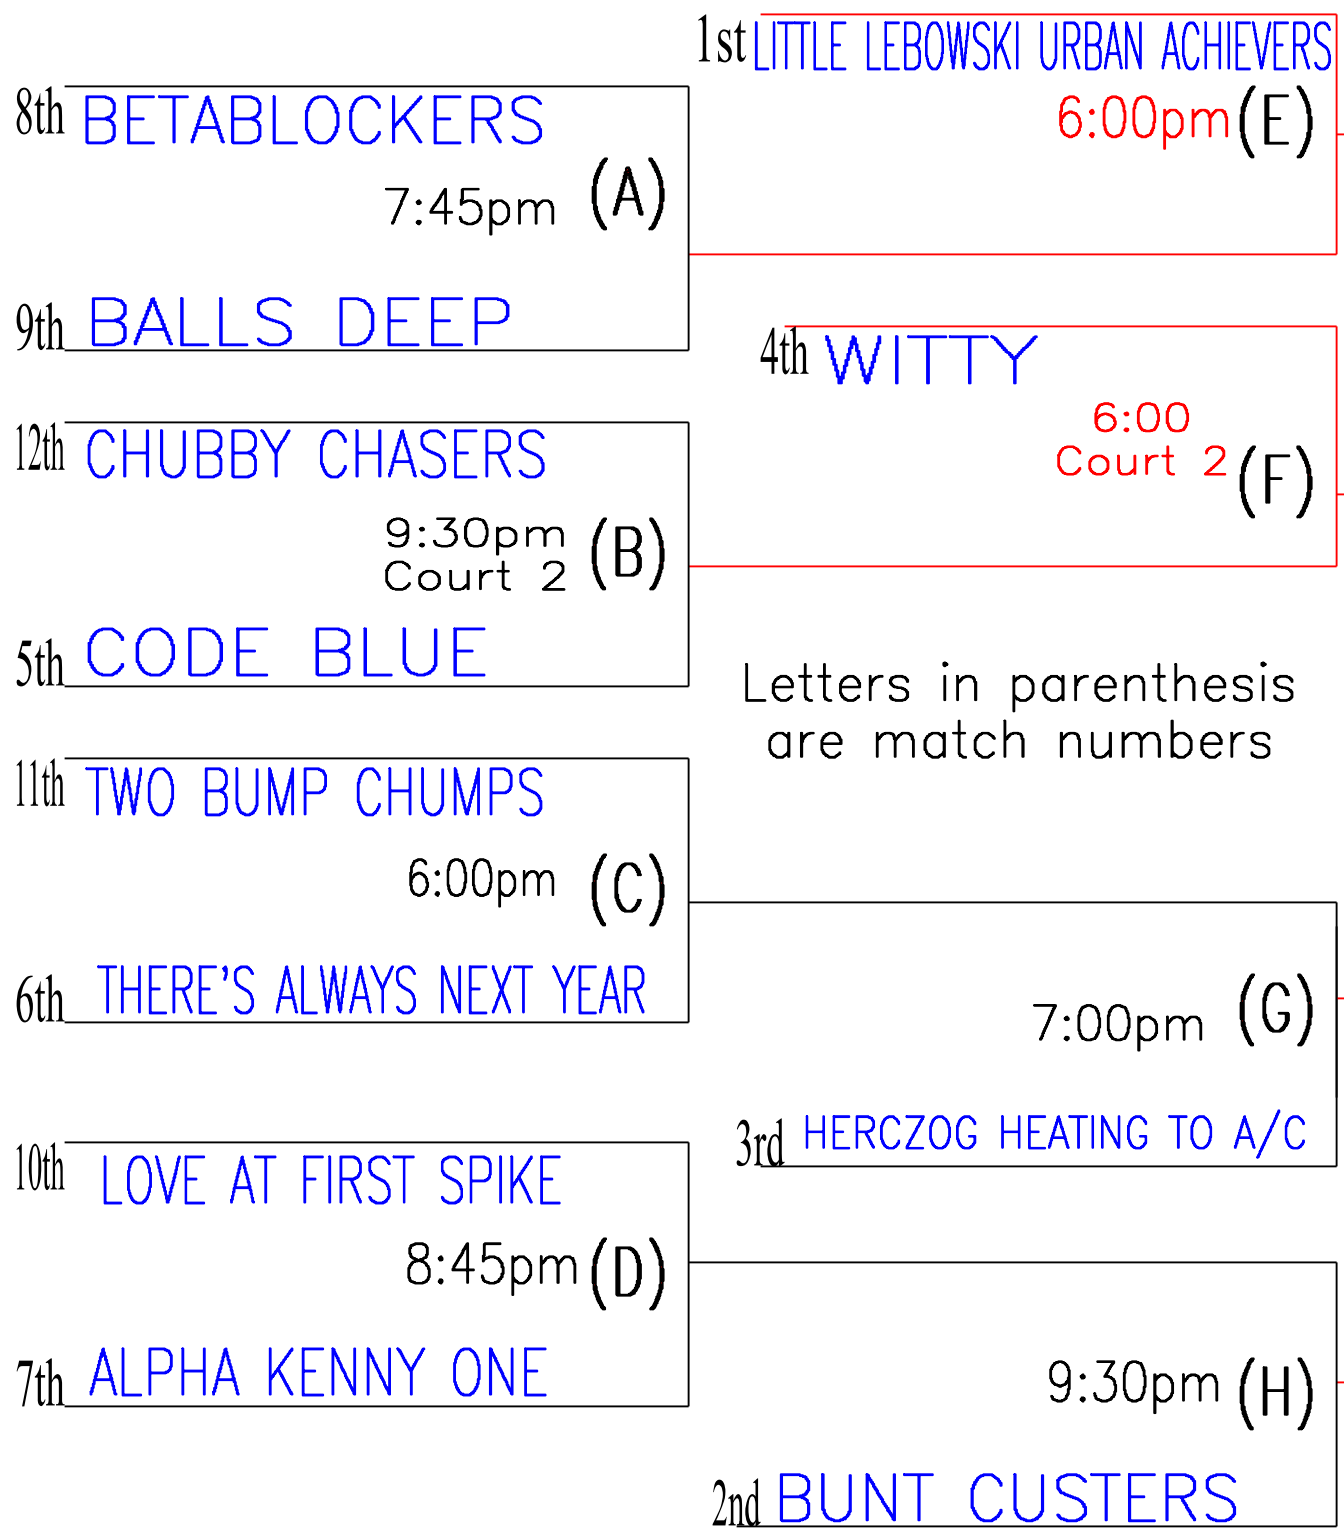 1st LITTLE LEBOWSKI URBAN ACHIEVERS
6:00pm (E)
8th BETABLOCKERS
7:45pm (A)
9th BALLS DEEP
4th WITTY
6:00
Court 2 (F)
12th CHUBBY CHASERS
9:30pm
Court 2 (B)
5th CODE BLUE
Letters in parenthesis
are match numbers
11th TWO BUMP CHUMPS
6:00pm (C)
6th THERE'S ALWAYS NEXT YEAR
7:00pm (G)
3rd HERCZOG HEATING TO A/C
10th LOVE AT FIRST SPIKE
8:45pm (D)
7th ALPHA KENNY ONE
9:30pm (H)
2nd BUNT CUSTERS